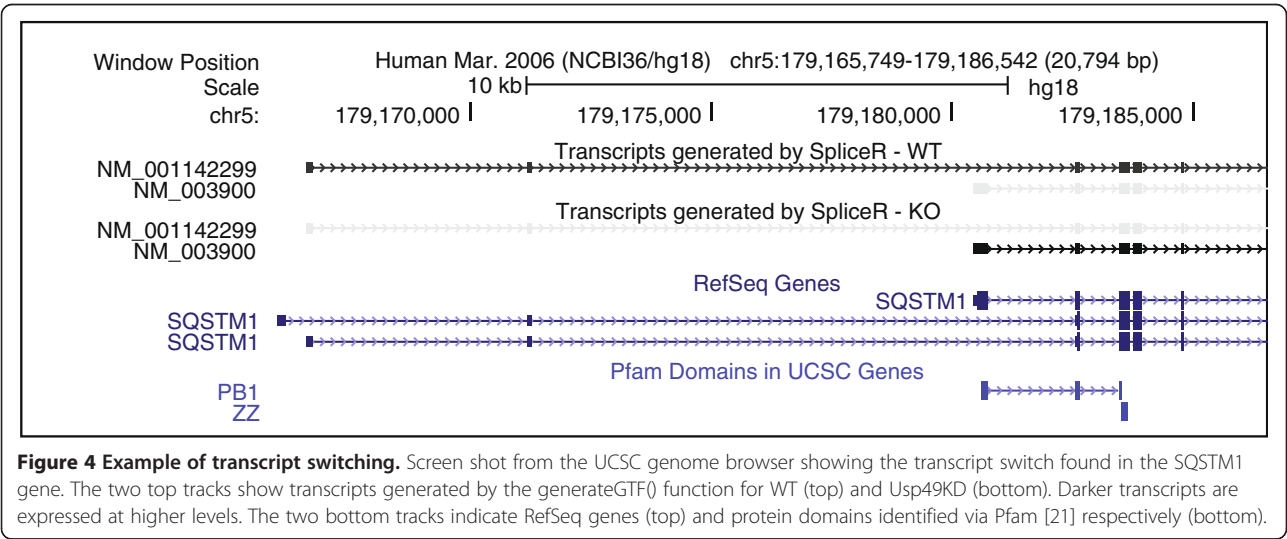 Window Position Human Mar. 2006 (NCBI36/hg18) chr5:179,165,749-179,186,542 (20,794 bp)
Scale 10 kb hg18
chr5: 179,170,000 179,175,000 179,180,000 179,185,000
Transcripts generated by SpliceR - WT
NM_001142299
NM_003900
Transcripts generated by SpliceR - KO
NM_001142299
NM_003900
RefSeq Genes
SQSTM1
SQSTM1
SQSTM1
Pfam Domains in UCSC Genes
PB1
ZZ
Figure 4 Example of transcript switching. Screen shot from the UCSC genome browser showing the transcript switch found in the SQSTM1
gene. The two top tracks show transcripts generated by the generateGTF() function for WT (top) and Usp49KD (bottom). Darker transcripts are
expressed at higher levels. The two bottom tracks indicate RefSeq genes (top) and protein domains identified via Pfam [21] respectively (bottom).